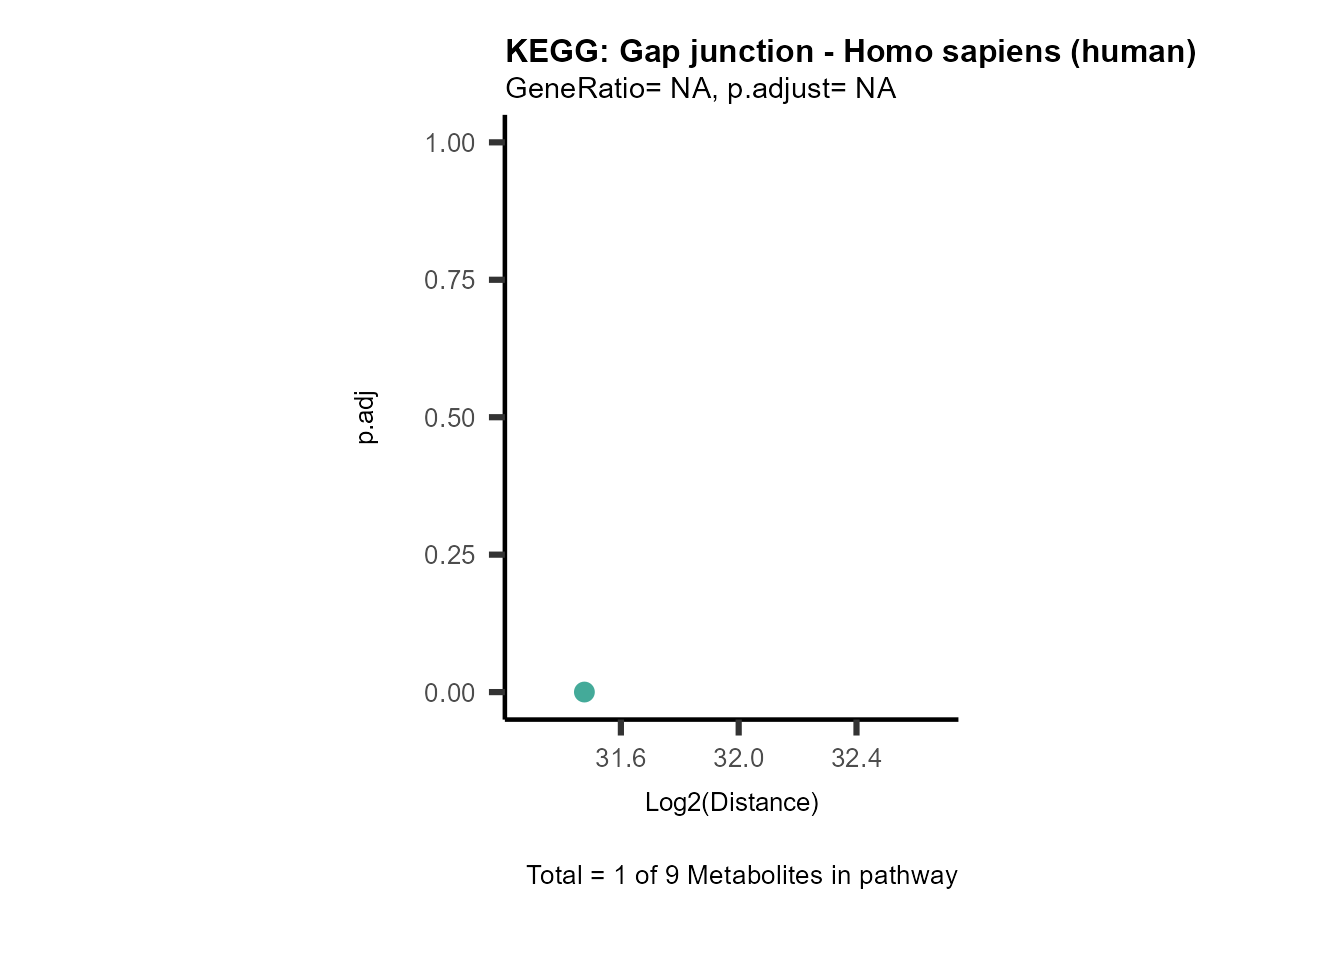 KEGG: Gap junction - Homo sapiens (human)
GeneRatio= NA, p.adjust= NA
1.00
0.75
0.50
0.25
0.00
p.adj
31.6 32.0 32.4
Log2(Distance)
Total = 1 of 9 Metabolites in pathway